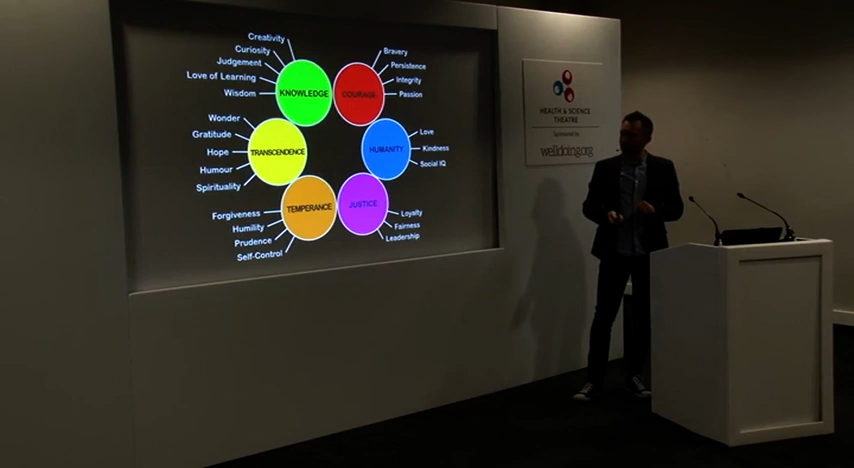 Creativity
Curiosity
Judgement
Love of Learning
Wisdom
KNOWLEDGE
Bravery
Persistence
Integrity
Passion
COURAGE
Wonder
Gratitude
Hope
Humour
Spirituality
TRANSCENDENCE
Love
Kindness
Social IQ
HUMANITY
Forgiveness
Humility
Prudence
Self-Control
TEMPERANCE
Loyalty
Fairness
Leadership
JUSTICE
HEALTH & SCIENCE
THEATRE
Sponsored by
welldoing.org